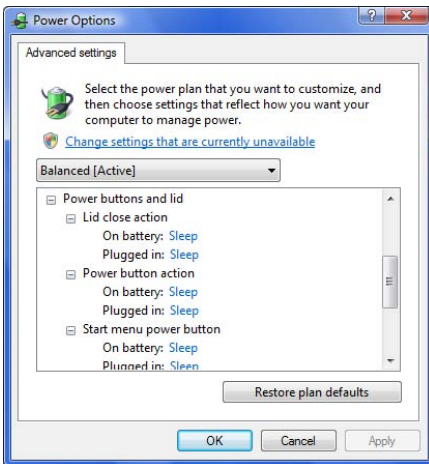 Power Options
Advanced settings
Select the power plan that you want to customize, and
then choose settings that reflect how you want your
computer to manage power.
Change settings that are currently unavailable
Balanced [Active]
Power buttons and lid
Lid close action
On battery: Sleep
Plugged in: Sleep
Power button action
On battery: Sleep
Plugged in: Sleep
Start menu power button
On battery: Sleep
Plugged in: Sleep
Restore plan defaults
OK Cancel Apply